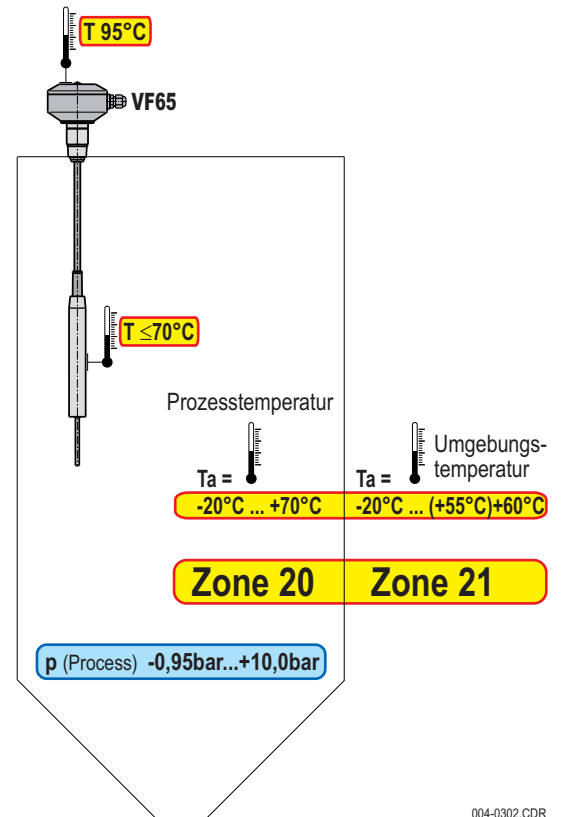 T 95°C
VF65
T ≤70°C
Prozesstemperatur
Umgebungs-
temperatur
Ta =
Ta =
-20°C ... +70°C
-20°C ... (+55°C)+60°C
Zone 20
Zone 21
p (Process) -0,95bar...+10,0bar
004-0302.CDR